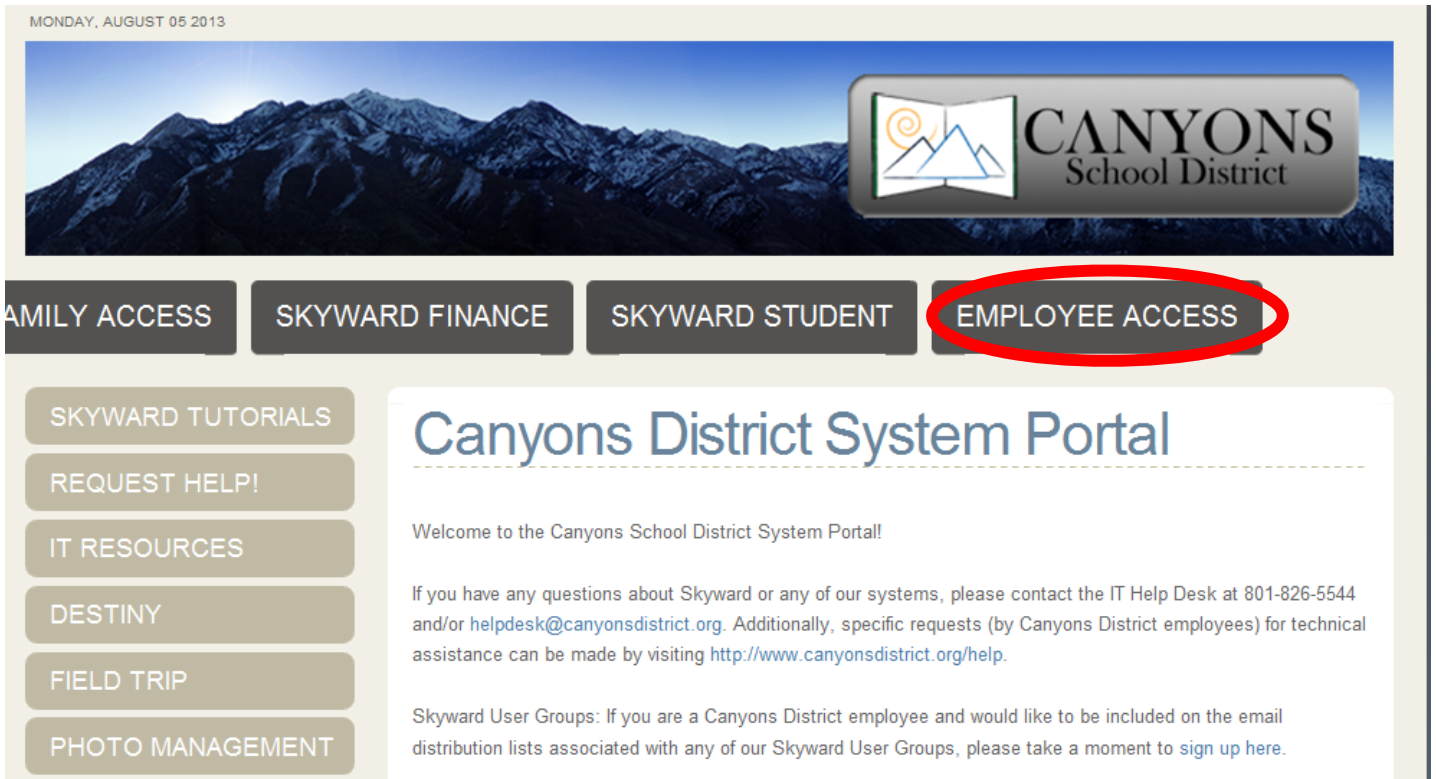 MONDAY, AUGUST 05 2013
CANYONS
School District
AMILY ACCESS
SKYWARD FINANCE
SKYWARD STUDENT
EMPLOYEE ACCESS
SKYWARD TUTORIALS
REQUEST HELP!
IT RESOURCES
DESTINY
FIELD TRIP
PHOTO MANAGEMENT
Canyons District System Portal
Welcome to the Canyons School District System Portal!
If you have any questions about Skyward or any of our systems, please contact the IT Help Desk at 801-826-5544
and/or helpdesk@canyonsdistrict.org. Additionally, specific requests (by Canyons District employees) for technical
assistance can be made by visiting http://www.canyonsdistrict.org/help.
Skyward User Groups: If you are a Canyons District employee and would like to be included on the email
distribution lists associated with any of our Skyward User Groups, please take a moment to sign up here.